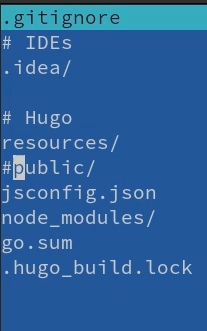 .gitignore
# IDEs
.idea/

# Hugo
resources/
#public/
jsconfig.json
node_modules/
go.sum
.hugo_build.lock